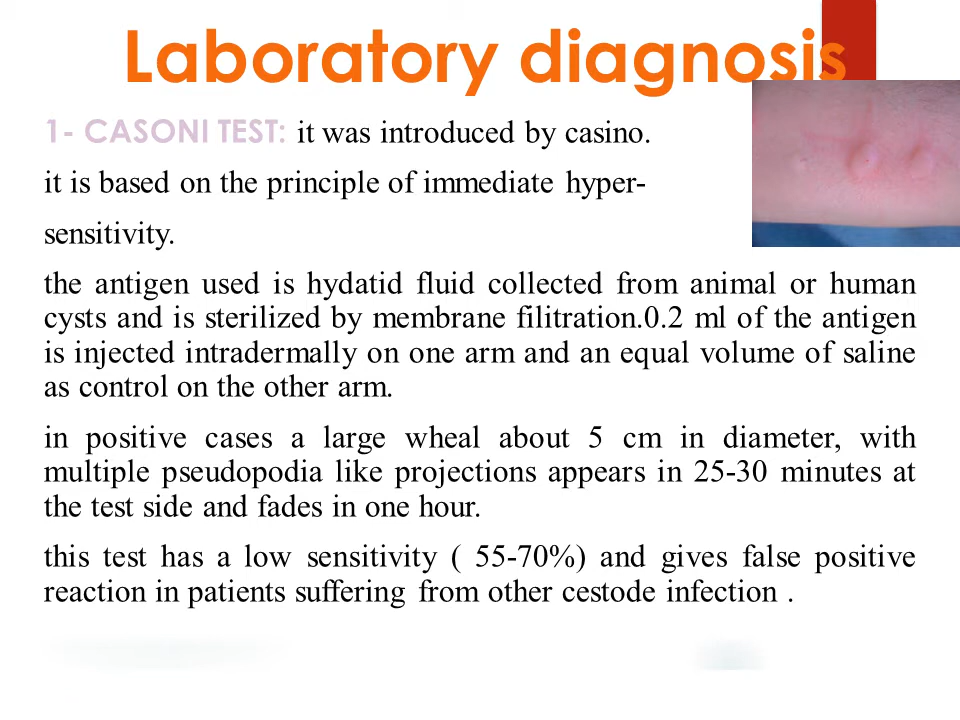 Laboratory diagnosis
1- CASONI TEST: it was introduced by casino.
it is based on the principle of immediate hyper-
sensitivity.
the antigen used is hydatid fluid collected from animal or human
cysts and is sterilized by membrane filitration.0.2 ml of the antigen
is injected intradermally on one arm and an equal volume of saline
as control on the other arm.
in positive cases a large wheal about 5 cm in diameter, with
multiple pseudopodia like projections appears in 25-30 minutes at
the test side and fades in one hour.
this test has a low sensitivity ( 55-70%) and gives false positive
reaction in patients suffering from other cestode infection .